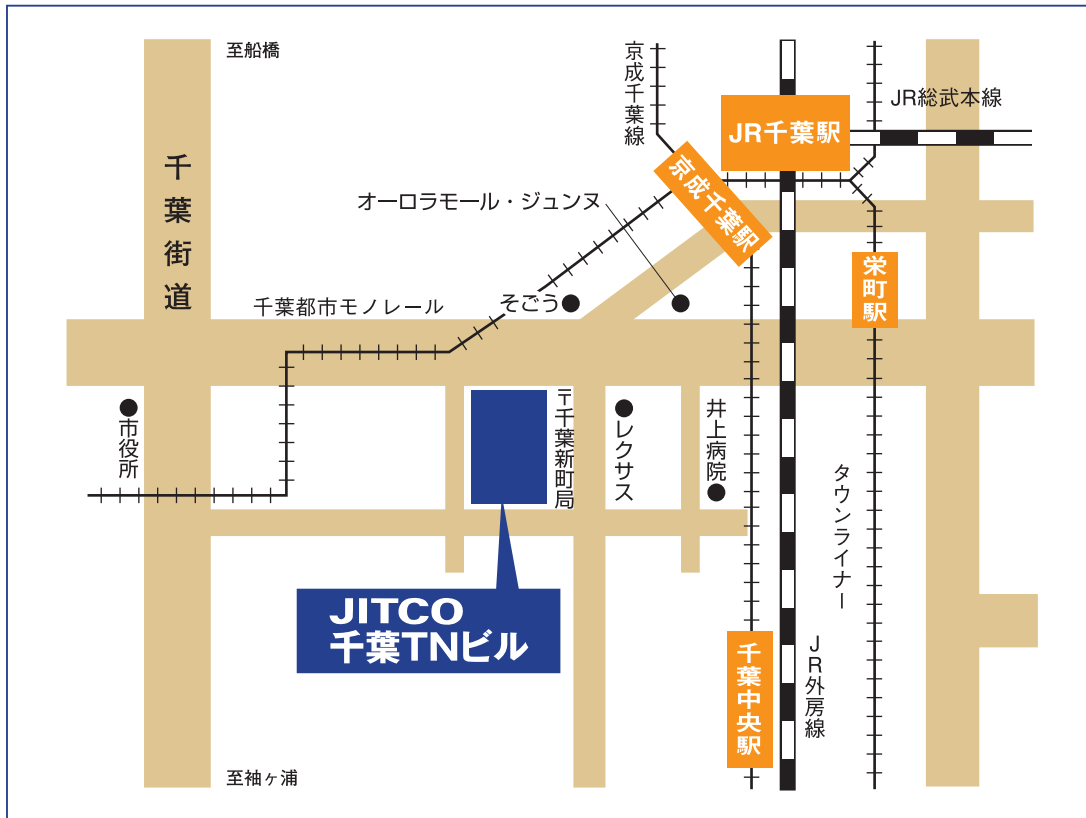 至船橋
京成千葉線
JR千葉駅
JR総武本線
千葉街道
京成千葉駅
オーロラモール・ジュンヌ
栄町駅
千葉都市モノレール
そごう
市役所
〒千葉新町局
レクサス
井上病院
タウンライナー
JITCO
千葉TNビル
千葉中央駅
JR外房線
至袖ヶ浦